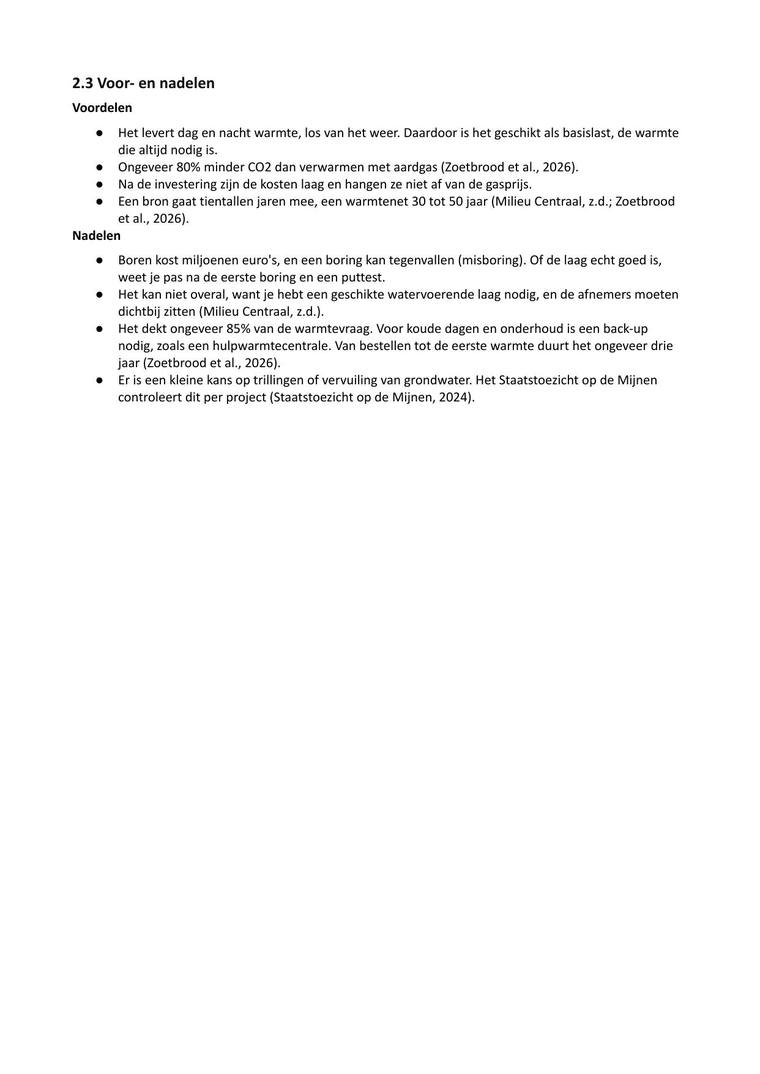 2.3 Voor- en nadelen
Voordelen
● Het levert dag en nacht warmte, los van het weer. Daardoor is het geschikt als basislast, de warmte
die altijd nodig is.
● Ongeveer 80% minder CO2 dan verwarmen met aardgas (Zoetbrood et al., 2026).
● Na de investering zijn de kosten laag en hangen ze niet af van de gasprijs.
● Een bron gaat tientallen jaren mee, een warmtenet 30 tot 50 jaar (Milieu Centraal, z.d.; Zoetbrood
et al., 2026).
Nadelen
● Boren kost miljoenen euro's, en een boring kan tegenvallen (misboring). Of de laag echt goed is,
weet je pas na de eerste boring en een puttest.
● Het kan niet overal, want je hebt een geschikte watervoerende laag nodig, en de afnemers moeten
dichtbij zitten (Milieu Centraal, z.d.).
● Het dekt ongeveer 85% van de warmtevraag. Voor koude dagen en onderhoud is een back-up
nodig, zoals een hulpwarmtecentrale. Van bestellen tot de eerste warmte duurt het ongeveer drie
jaar (Zoetbrood et al., 2026).
● Er is een kleine kans op trillingen of vervuiling van grondwater. Het Staatstoezicht op de Mijnen
controleert dit per project (Staatstoezicht op de Mijnen, 2024).